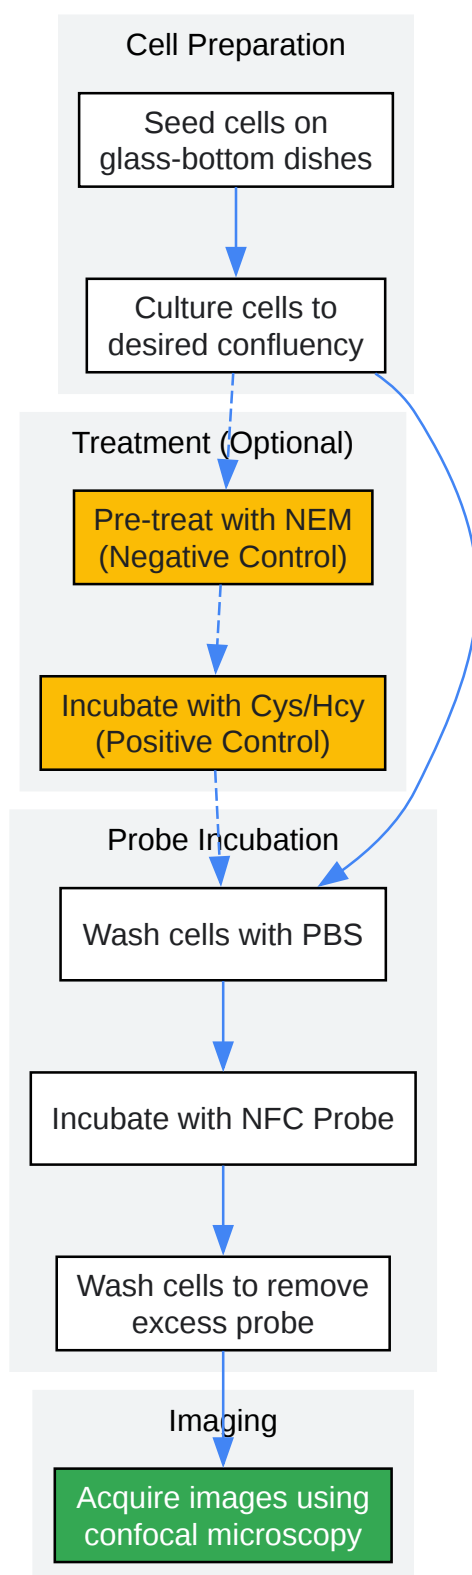 Cell Preparation
Seed cells on
glass-bottom dishes
Culture cells to
desired confluency
Treatment (Optional)
Pre-treat with NEM
(Negative Control)
Incubate with Cys/Hcy
(Positive Control)
Probe Incubation
Wash cells with PBS
Incubate with NFC Probe
Wash cells to remove
excess probe
Imaging
Acquire images using
confocal microscopy